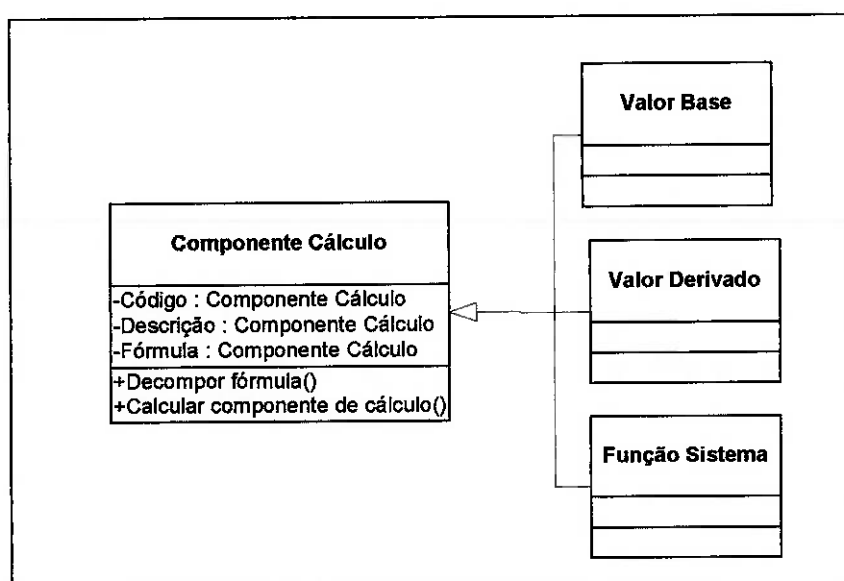 Valor Base
Componente Cálculo
-Código : Componente Cálculo
-Descrição : Componente Cálculo
-Fórmula : Componente Cálculo
+Decompor fórmula()
+Calcular componente de cálculo()
Valor Derivado
Função Sistema